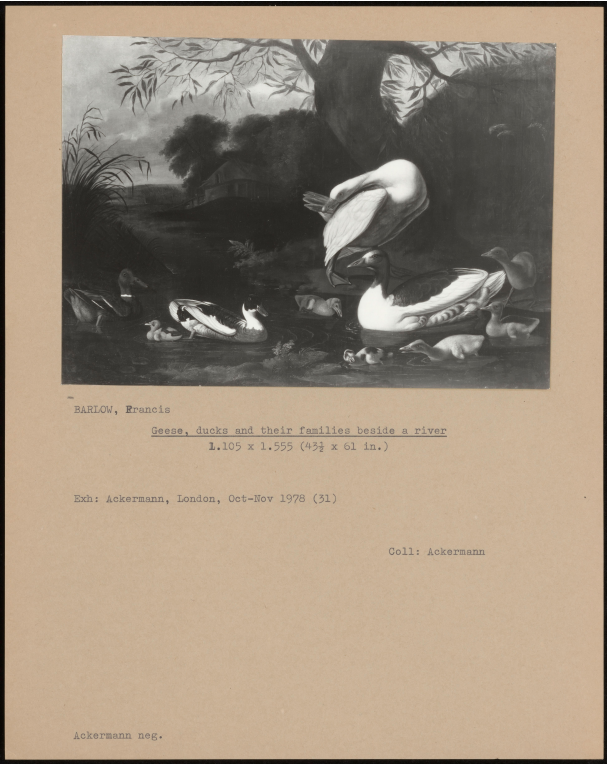 BARLOW, Francis
Geese, ducks and their families beside a river
1.105 x 1.555 (43½ x 61 in.)
Exh: Ackermann, London, Oct-Nov 1978 (31)
Coll: Ackermann
Ackermann neg.